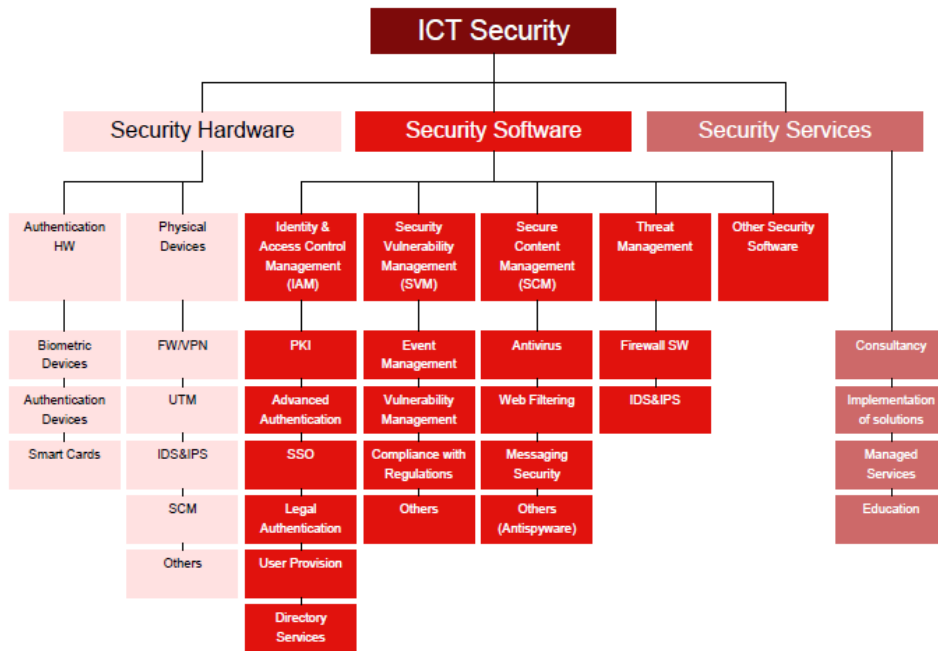 ICT Security
Security Hardware
Security Software
Security Services
Authentication
HW
Physical
Devices
Identity &
Access Control
Management
(IAM)
Security
Vulnerability
Management
(SVM)
Secure
Content
Management
(SCM)
Threat
Management
Other Security
Software
Biometric
Devices
Authentication
Devices
Smart Cards
FW/VPN
UTM
IDS&IPS
SCM
Others
PKI
Advanced
Authentication
SSO
Legal
Authentication
User Provision
Directory
Services
Event
Management
Vulnerability
Management
Compliance with
Regulations
Others
Antivirus
Web Filtering
Messaging
Security
Others
(Antispyware)
Firewall SW
IDS&IPS
Consultancy
Implementation
of solutions
Managed
Services
Education